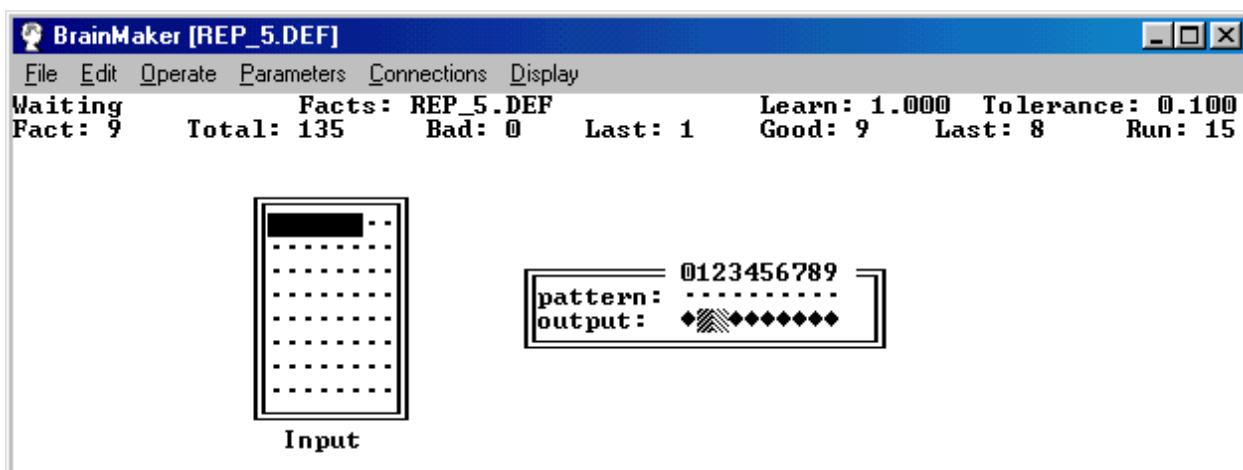 BrainMaker [REP_5.DEF]
File Edit Operate Parameters Connections Display
Waiting Facts: REP_5.DEF Learn: 1.000 Tolerance: 0.100
Fact: 9 Total: 135 Bad: 0 Last: 1 Good: 9 Last: 8 Run: 15
0123456789
pattern:
output:
Input